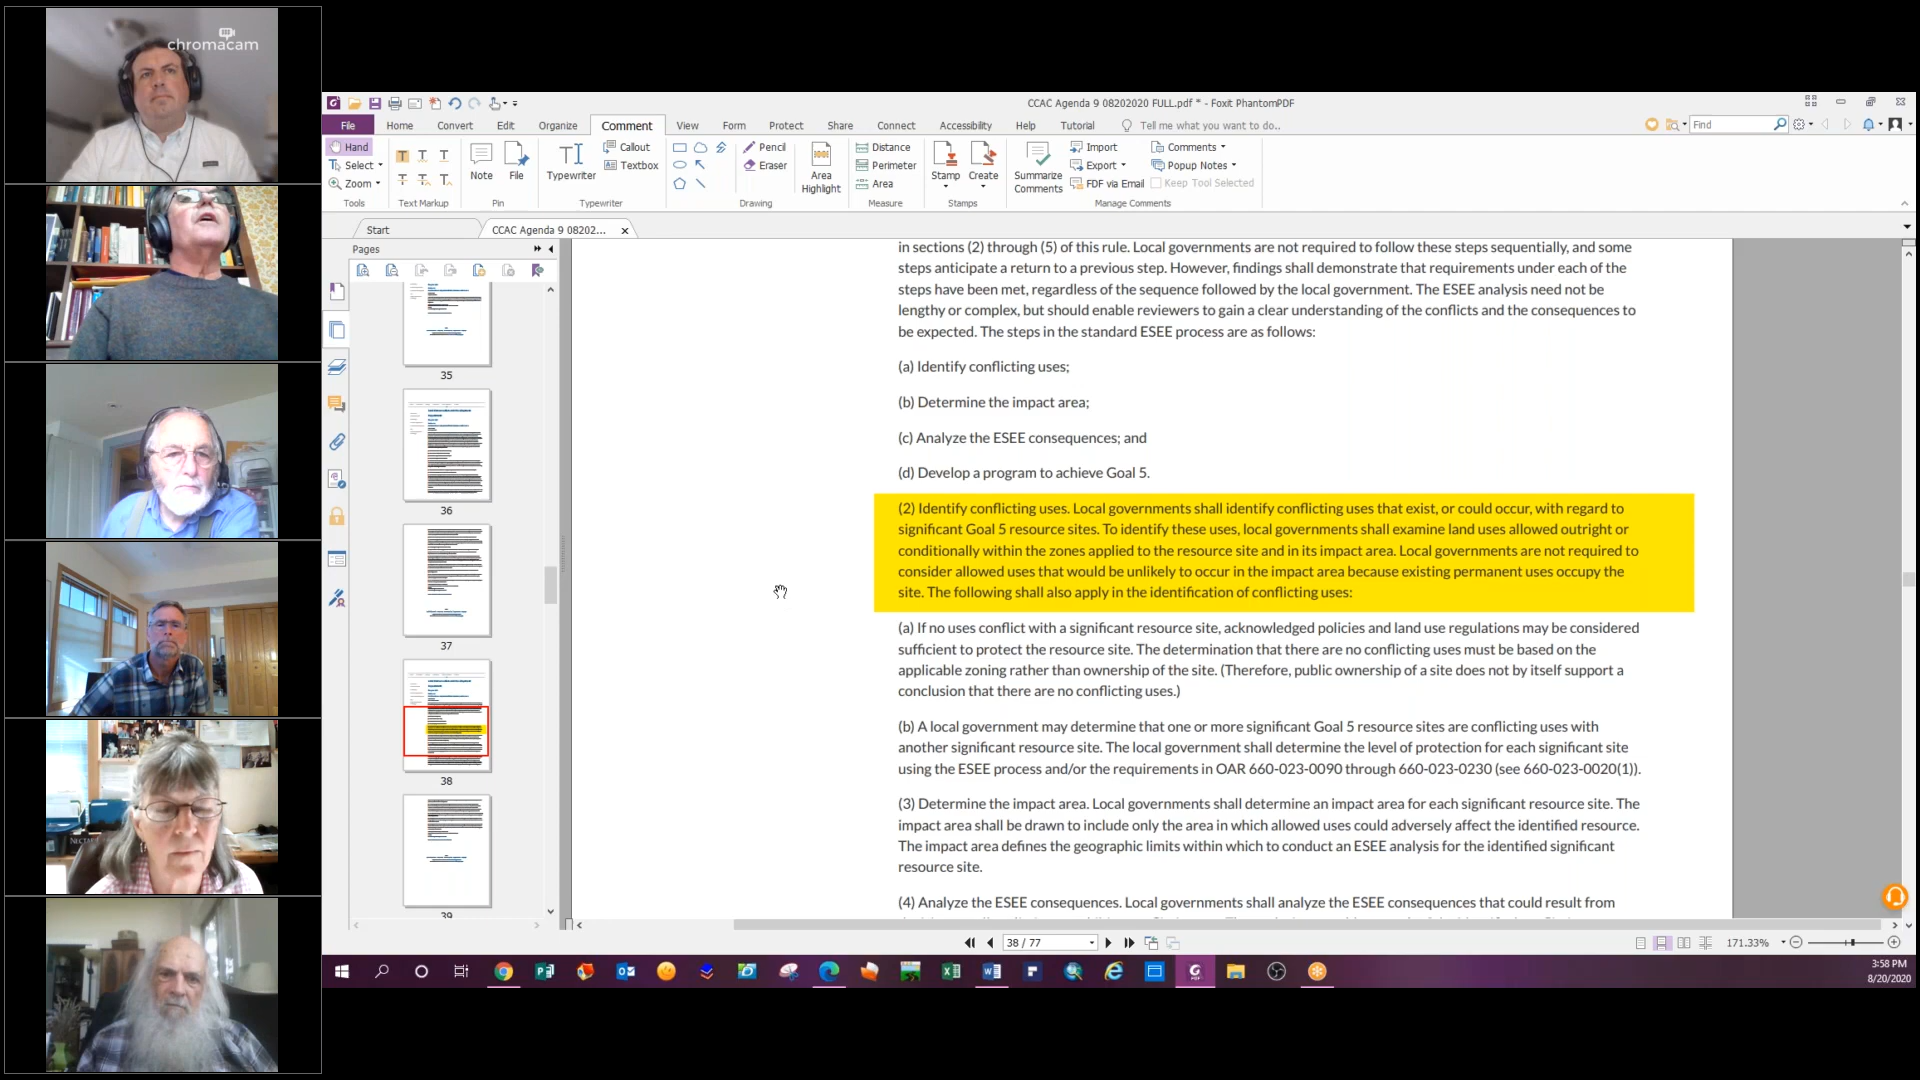 chromacam
CCAC Agenda 9 08202020 FULL.pdf * - Foxit PhantomPDF
File Home Convert Edit Organize Comment View Form Protect Share Connect Accessibility Help Tutorial Tell me what you want to do.. Find
Hand
Select
Zoom
Tools
Text Markup
Note
File
Pin
Typewriter
Callout
Textbox
Typewriter
Pencil
Eraser
Drawing
Area Highlight
Distance
Perimeter
Area
Measure
Stamp
Create
Stamps
Summarize Comments
Import
Export
FDF via Email
Comments
Popup Notes
Keep Tool Selected
Manage Comments
Start
CCAC Agenda 9 08202...
Pages
35
36
37
38
39
in sections (2) through (5) of this rule. Local governments are not required to follow these steps sequentially, and some
steps anticipate a return to a previous step. However, findings shall demonstrate that requirements under each of the
steps have been met, regardless of the sequence followed by the local government. The ESEE analysis need not be
lengthy or complex, but should enable reviewers to gain a clear understanding of the conflicts and the consequences to
be expected. The steps in the standard ESEE process are as follows:
(a) Identify conflicting uses;
(b) Determine the impact area;
(c) Analyze the ESEE consequences; and
(d) Develop a program to achieve Goal 5.
(2) Identify conflicting uses. Local governments shall identify conflicting uses that exist, or could occur, with regard to
significant Goal 5 resource sites. To identify these uses, local governments shall examine land uses allowed outright or
conditionally within the zones applied to the resource site and in its impact area. Local governments are not required to
consider allowed uses that would be unlikely to occur in the impact area because existing permanent uses occupy the
site. The following shall also apply in the identification of conflicting uses:
(a) If no uses conflict with a significant resource site, acknowledged policies and land use regulations may be considered
sufficient to protect the resource site. The determination that there are no conflicting uses must be based on the
applicable zoning rather than ownership of the site. (Therefore, public ownership of a site does not by itself support a
conclusion that there are no conflicting uses.)
(b) A local government may determine that one or more significant Goal 5 resource sites are conflicting uses with
another significant resource site. The local government shall determine the level of protection for each significant site
using the ESEE process and/or the requirements in OAR 660-023-0090 through 660-023-0230 (see 660-023-0020(1)).
(3) Determine the impact area. Local governments shall determine an impact area for each significant resource site. The
impact area shall be drawn to include only the area in which allowed uses could adversely affect the identified resource.
The impact area defines the geographic limits within which to conduct an ESEE analysis for the identified significant
resource site.
(4) Analyze the ESEE consequences. Local governments shall analyze the ESEE consequences that could result from
38 / 77
171.33%
3:58 PM
8/20/2020